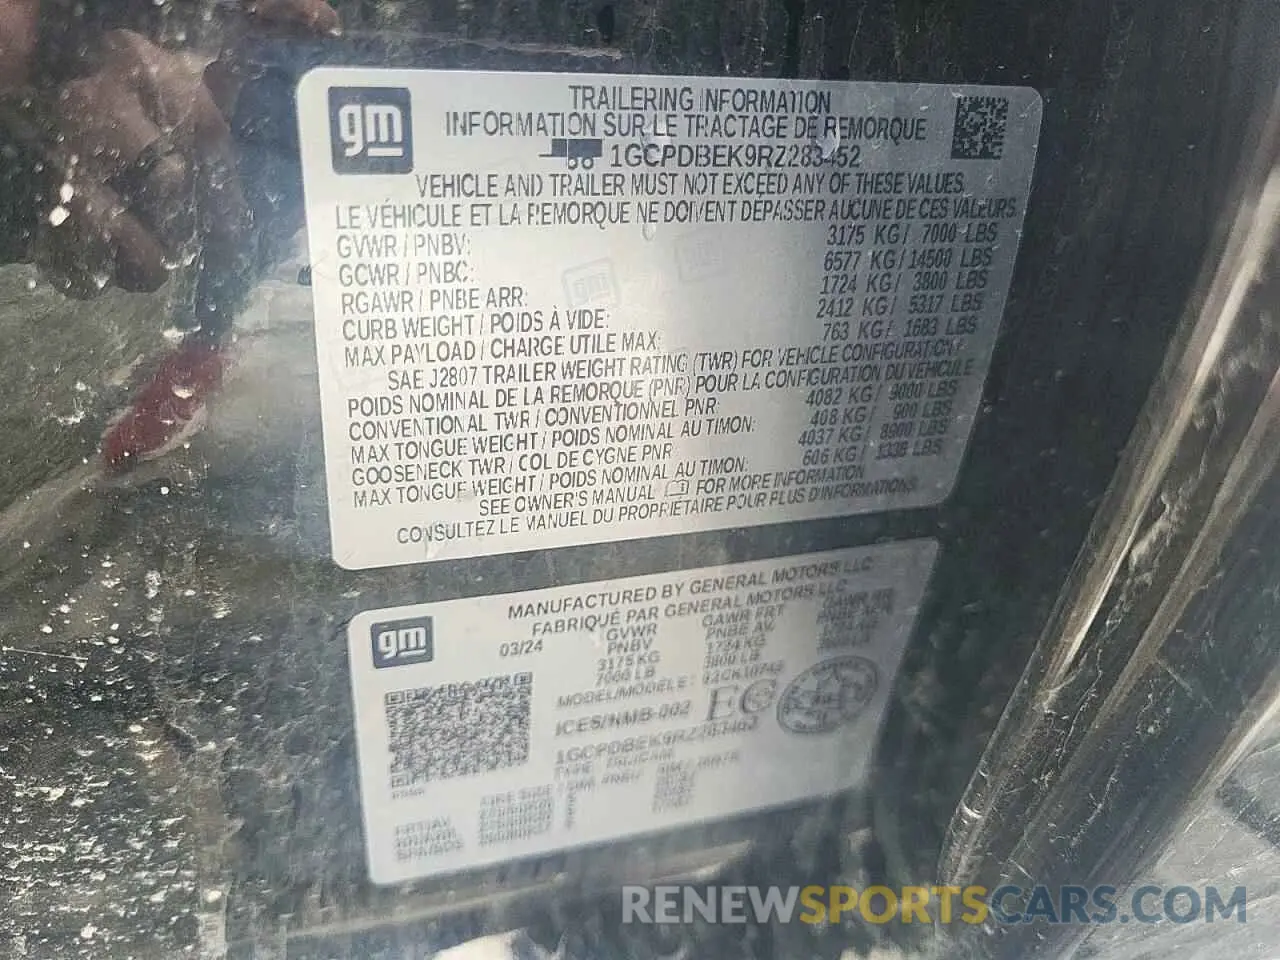 gm
TRAILERING INFORMATION
INFORMATION SUR LE TRACTAGE DE REMORQUE
1GCPDBEK9RZ283452
VEHICLE AND TRAILER MUST NOT EXCEED ANY OF THESE VALUES.
LE VÉHICULE ET LA REMORQUE NE DOIVENT DÉPASSER AUCUNE DE CES VALEURS.
GVWR / PNBV: 3175 KG / 7000 LBS
GCWR / PNBC: 6577 KG / 14500 LBS
RGAWR / PNBE ARR: 1724 KG / 3800 LBS
CURB WEIGHT / POIDS À VIDE: 2412 KG / 5317 LBS
MAX PAYLOAD / CHARGE UTILE MAX: 763 KG / 1683 LBS
SAE J2807 TRAILER WEIGHT RATING (TWR) FOR VEHICLE CONFIGURATION
POIDS NOMINAL DE LA REMORQUE (PNR) POUR LA CONFIGURATION DU VÉHICULE
CONVENTIONAL TWR / CONVENTIONNEL PNR 4082 KG / 9000 LBS
MAX TONGUE WEIGHT / POIDS NOMINAL AU TIMON: 408 KG / 900 LBS
GOOSENECK TWR / COL DE CYGNE PNR 4037 KG / 8900 LBS
MAX TONGUE WEIGHT / POIDS NOMINAL AU TIMON: 606 KG / 1338 LBS
SEE OWNER'S MANUAL FOR MORE INFORMATION
CONSULTEZ LE MANUEL DU PROPRIÉTAIRE POUR PLUS D'INFORMATIONS.
gm
MANUFACTURED BY GENERAL MOTORS LLC
FABRIQUÉ PAR GENERAL MOTORS LLC
03/24 GVWR GAWR FRT GAWR RR
PNBV PNBE AV
3175 KG 1724 KG
7000 LB 3800 LB
MODEL/MODÈLE:
ICES/NMB-002
1GCPDBEK9RZ283452
RENEWSPORTSCARS.COM